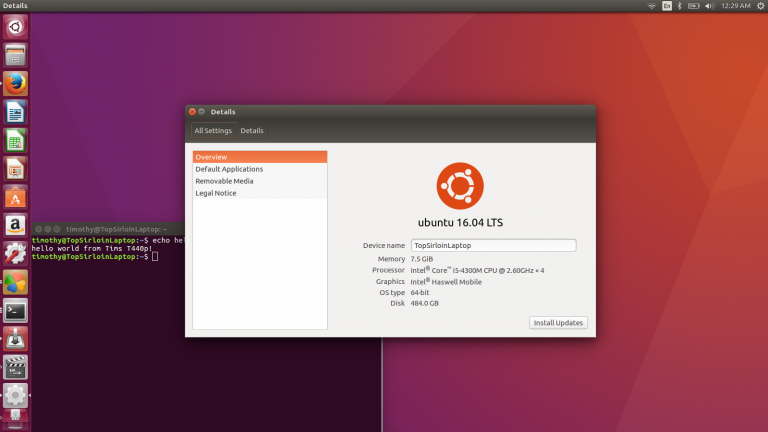 Details
En
12:29 AM
Details
All Settings
Details
Overview
Default Applications
Removable Media
Legal Notice
ubuntu 16.04 LTS
Device name TopSirloinLaptop
Memory 7.5 GiB
Processor Intel® Core™ i5-4300M CPU @ 2.60GHz × 4
Graphics Intel® Haswell Mobile
OS type 64-bit
Disk 484.0 GB
Install Updates
timothy@TopSirloinLaptop: ~
timothy@TopSirloinLaptop:~$ echo hel
hello world from Tims T440p!
timothy@TopSirloinLaptop:~$